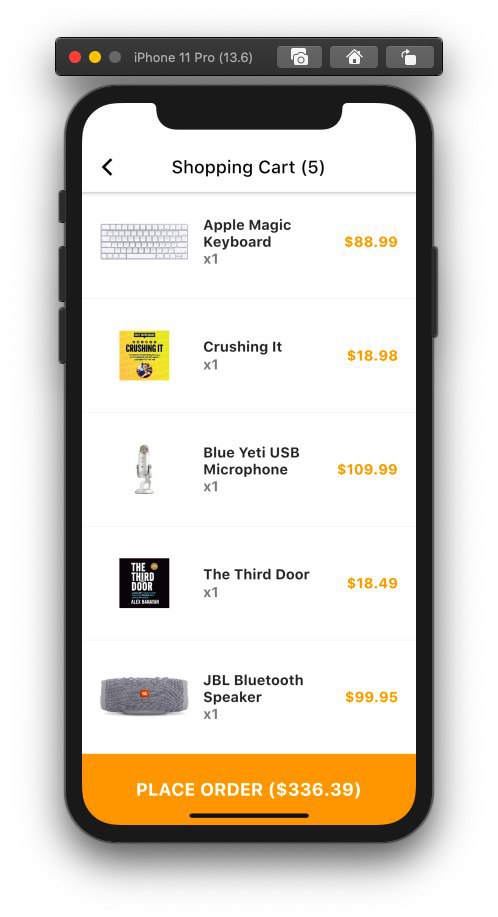 iPhone 11 Pro (13.6)
Shopping Cart (5)
Apple Magic
Keyboard
x1
$88.99
CRUSHING IT
Crushing It
x1
$18.98
Blue Yeti USB
Microphone
x1
$109.99
THE
THIRD
DOOR
ALEX BANAYAN
The Third Door
x1
$18.49
JBL
JBL Bluetooth
Speaker
x1
$99.95
PLACE ORDER ($336.39)